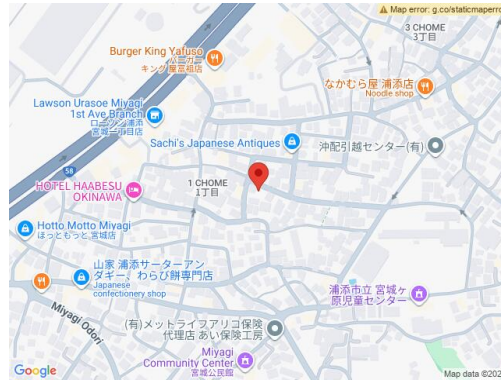 Map error: g.co/staticmaperro
3 CHOME
3丁目
Burger King Yafuso
バーガー
キング 屋富祖店
なかむら屋 浦添店
Noodle shop
Lawson Urasoe Miyagi
1st Ave Branch
ローソン浦添
宮城一丁目店
Sachi's Japanese Antiques
沖配引越センター(有)
58
HOTEL HAABESU
OKINAWA
1 CHOME
1丁目
Hotto Motto Miyagi
ほっともっと 宮城店
山家 浦添サーターアン
ダギー。わらび餅専門店
Japanese
confectionery shop
浦添市立 宮城ヶ
原児童センター
Miyagi Odori
(有)メットライフアリコ保険
代理店 あい保険工房
Miyagi
Community Center
宮城公民館
Google
Map data ©202